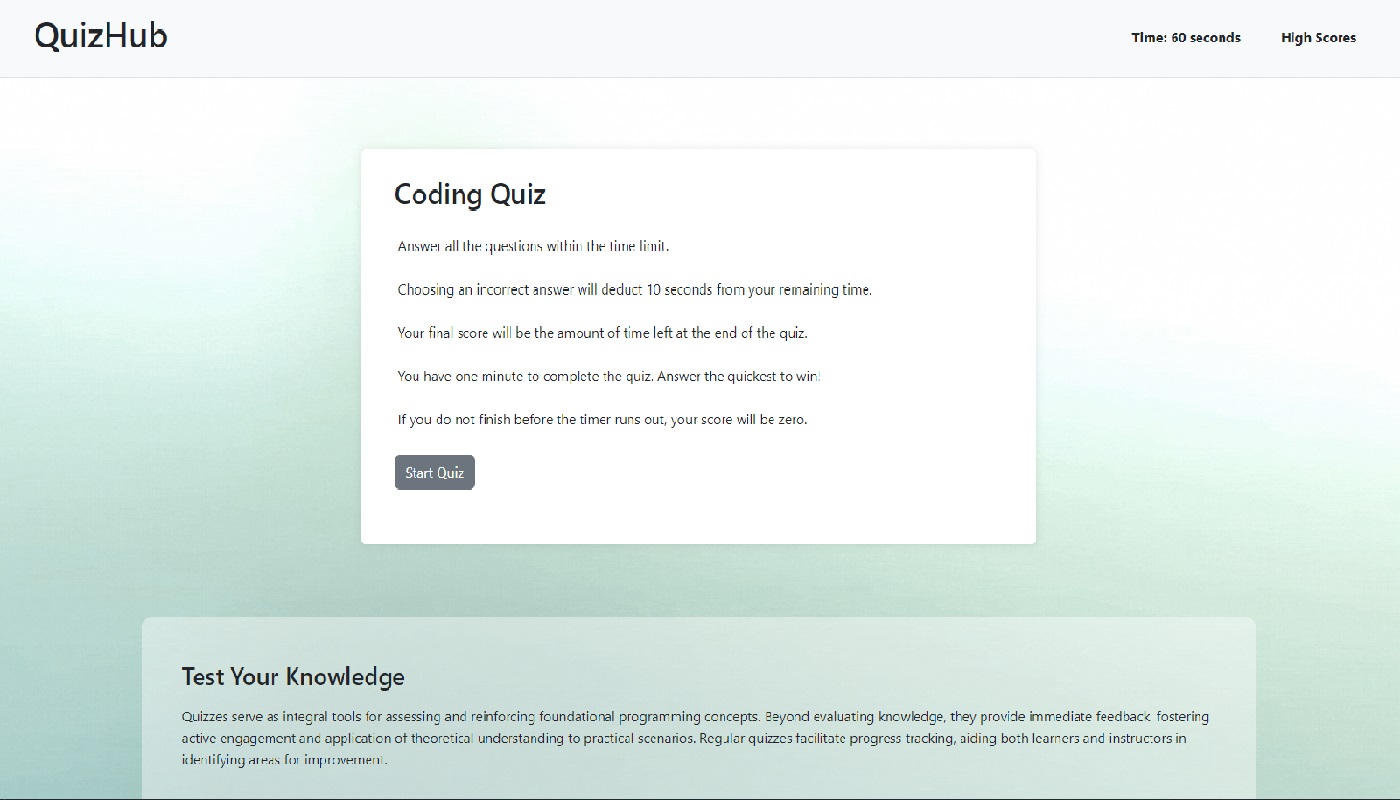 QuizHub
Time: 60 seconds
High Scores
Coding Quiz
Answer all the questions within the time limit.
Choosing an incorrect answer will deduct 10 seconds from your remaining time.
Your final score will be the amount of time left at the end of the quiz.
You have one minute to complete the quiz. Answer the quickest to win!
If you do not finish before the timer runs out, your score will be zero.
Start Quiz
Test Your Knowledge
Quizzes serve as integral tools for assessing and reinforcing foundational programming concepts. Beyond evaluating knowledge, they provide immediate feedback, fostering
active engagement and application of theoretical understanding to practical scenarios. Regular quizzes facilitate progress tracking, aiding both learners and instructors in
identifying areas for improvement.